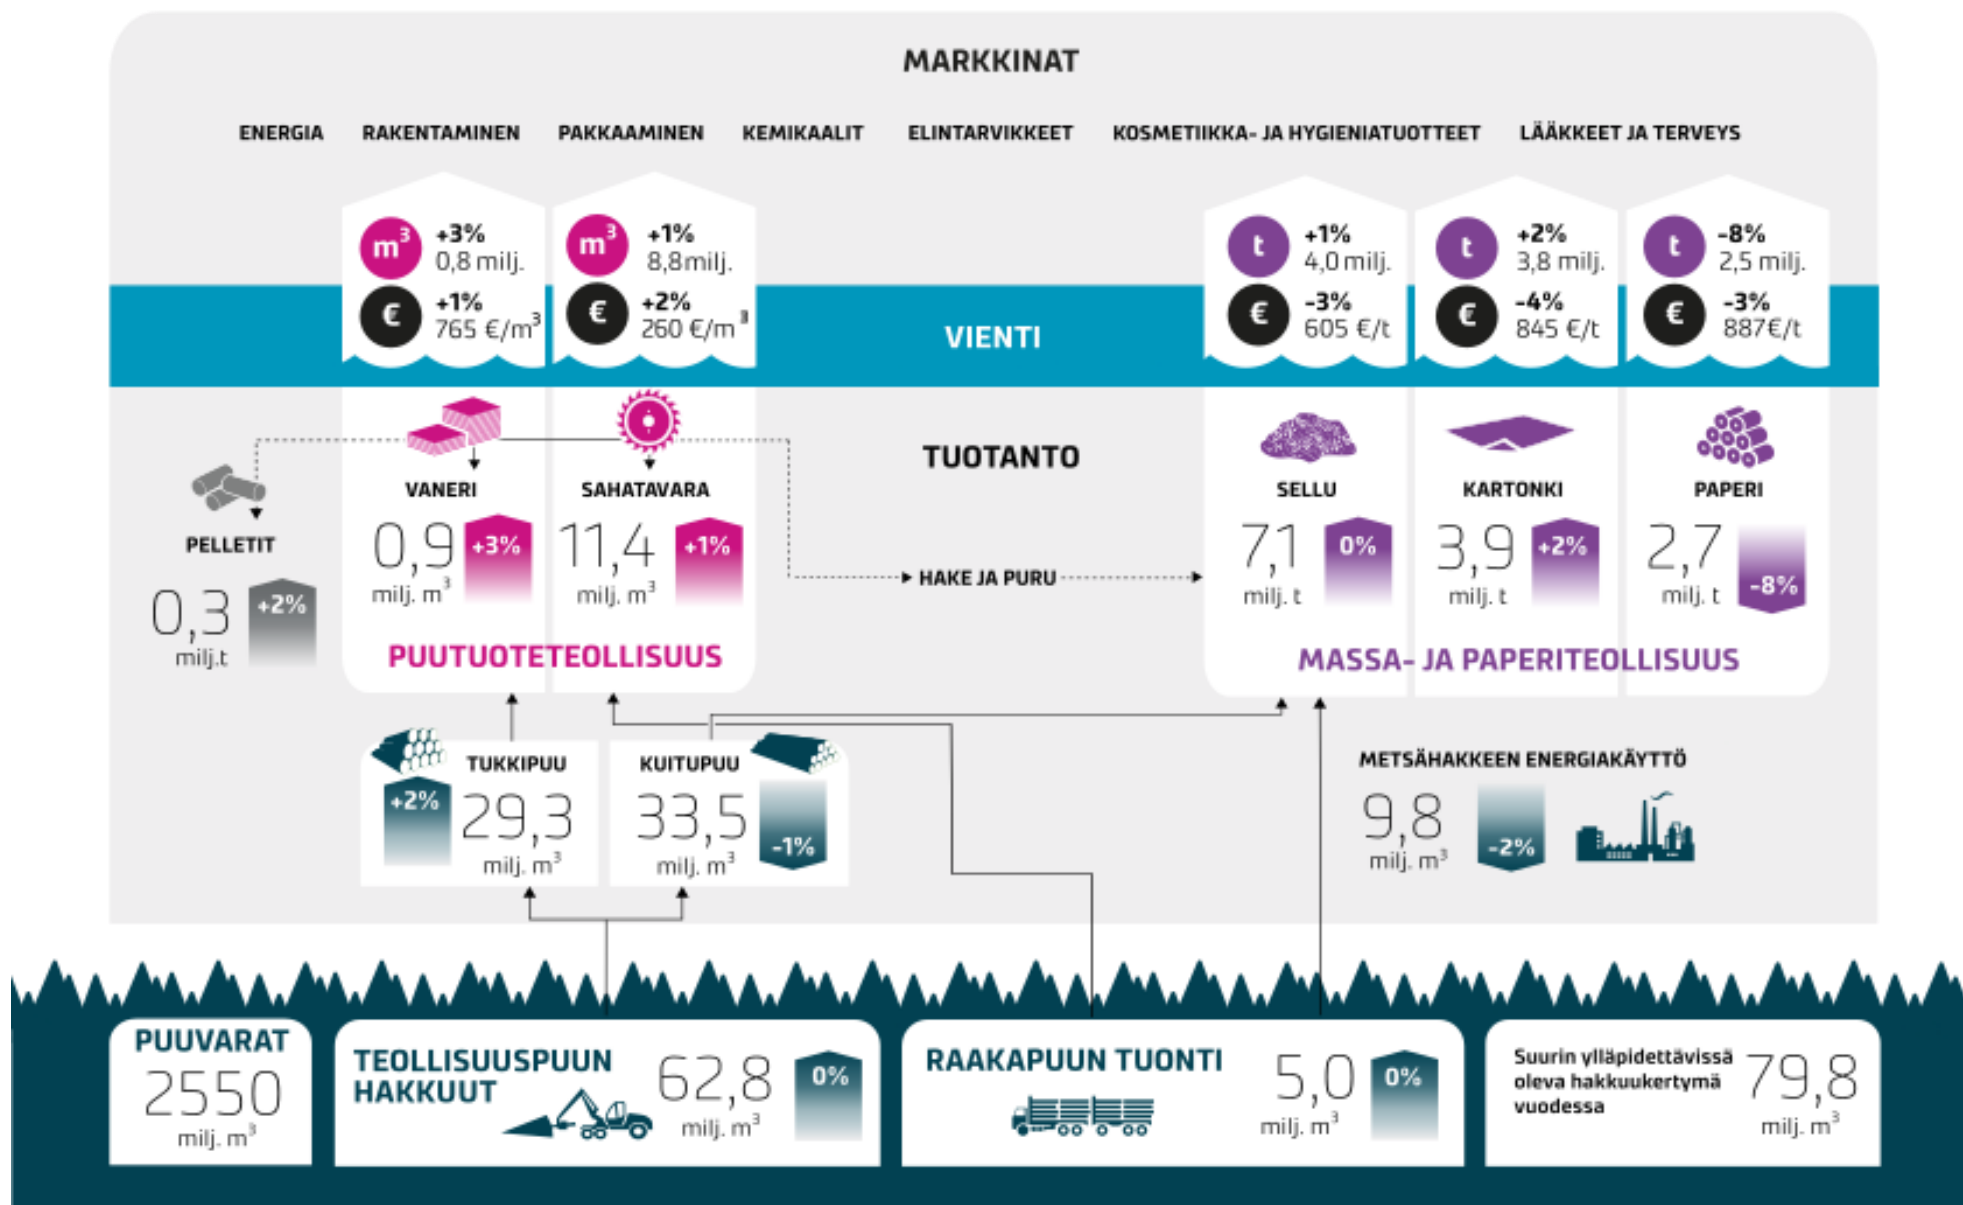 MARKKINAT
ENERGIA RAKENTAMINEN PAKKAAMINEN KEMIKAALIT ELINTARVIKKEET KOSMETIIKKA- JA HYGIENIATUOTTEET LÄÄKKEET JA TERVEYS
m³ +3%
0,8 milj.
€ +1%
765 €/m³
m³ +1%
8,8milj.
€ +2%
260 €/m³
VIENTI
t +1%
4,0 milj.
€ -3%
605 €/t
t +2%
3,8 milj.
€ -4%
845 €/t
t -8%
2,5 milj.
€ -3%
887€/t
TUOTANTO
PELLETIT
0,3 +2%
milj.t
VANERI
0,9 +3%
milj. m³
SAHATAVARA
11,4 +1%
milj. m³
PUUTUOTETEOLLISUUS
HAKE JA PURU
SELLU
7,1 0%
milj. t
KARTONKI
3,9 +2%
milj. t
PAPERI
2,7 -8%
milj. t
MASSA- JA PAPERITEOLLISUUS
TUKKIPUU
+2% 29,3
milj. m³
KUITUPUU
33,5 -1%
milj. m³
METSÄHAKKEEN ENERGIAKÄYTTÖ
9,8 -2%
milj. m³
PUUVARAT
2550
milj. m³
TEOLLISUUSPUUN
HAKKUUT
62,8 0%
milj. m³
RAAKAPUUN TUONTI
5,0 0%
milj. m³
Suurin ylläpidettävissä
oleva hakkuukertymä
vuodessa
79,8
milj. m³